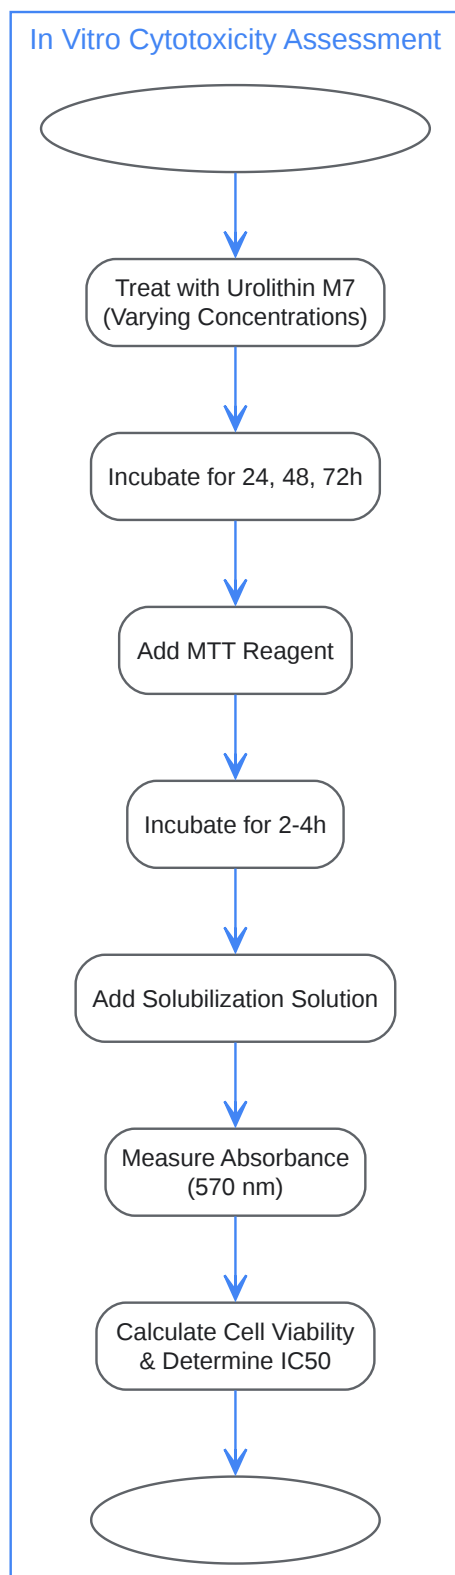 In Vitro Cytotoxicity Assessment
Treat with Urolithin M7
(Varying Concentrations)
Incubate for 24, 48, 72h
Add MTT Reagent
Incubate for 2-4h
Add Solubilization Solution
Measure Absorbance
(570 nm)
Calculate Cell Viability
& Determine IC50